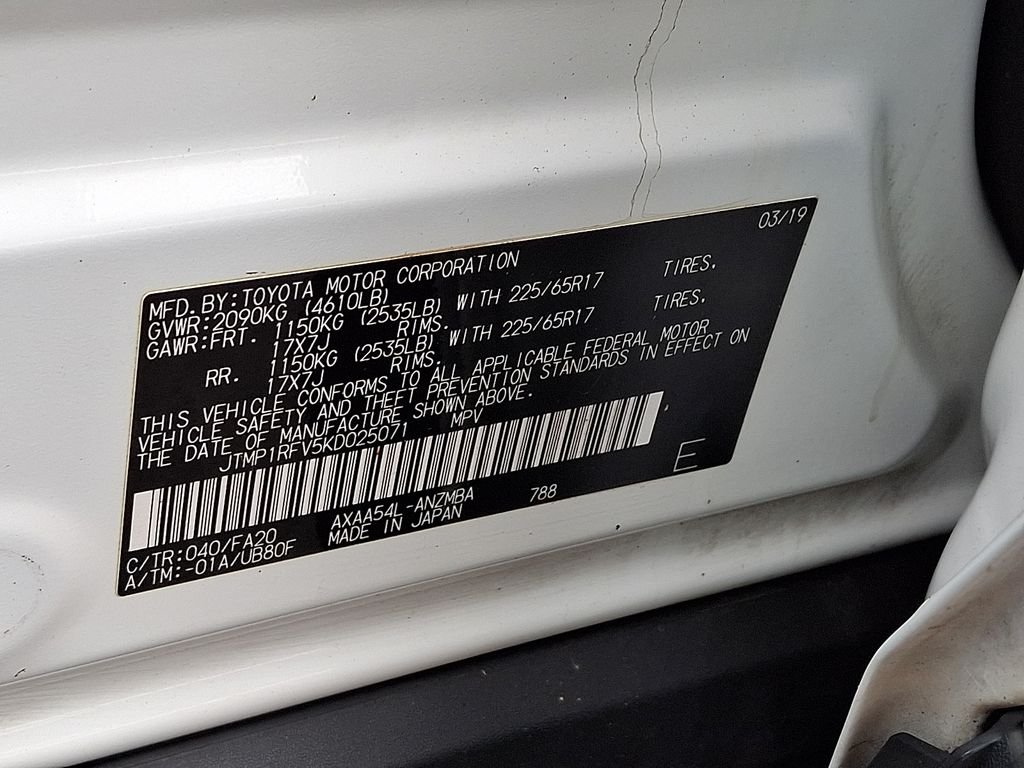 03/19
MFD. BY: TOYOTA MOTOR CORPORATION
GVWR: 2090KG (4610LB)
GAWR: FRT. 1150KG (2535LB) WITH 225/65R17 TIRES.
17X7J RIMS.
RR. 1150KG (2535LB) WITH 225/65R17 TIRES.
17X7J RIMS.
THIS VEHICLE CONFORMS TO ALL APPLICABLE FEDERAL MOTOR
VEHICLE SAFETY AND THEFT PREVENTION STANDARDS IN EFFECT ON
THE DATE OF MANUFACTURE SHOWN ABOVE.
JTMP1RFV5KD025071 MPV
E
C/TR: 040/FA20 AXAA54L-ANZMBA 788
A/TM: -01A/UB80F MADE IN JAPAN